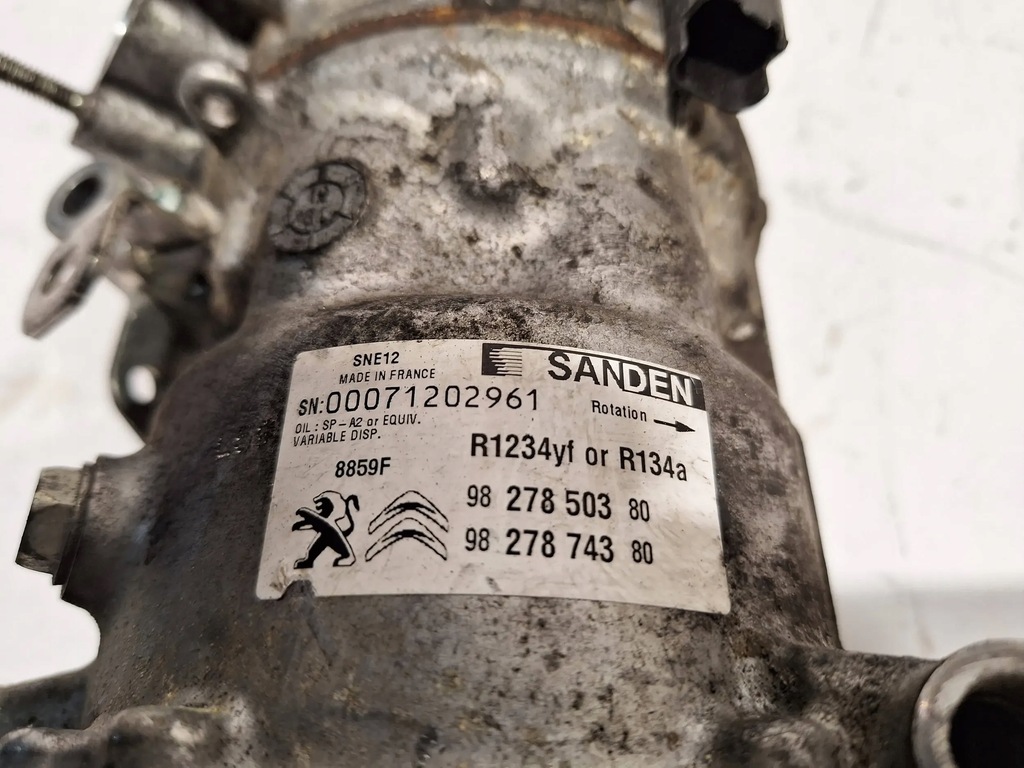 SNE12
MADE IN FRANCE
SANDEN
SN:00071202961
OIL : SP-A2 or EQUIV.
VARIABLE DISP.
Rotation
R1234yf or R134a
8859F
98 278 503 80
98 278 743 80